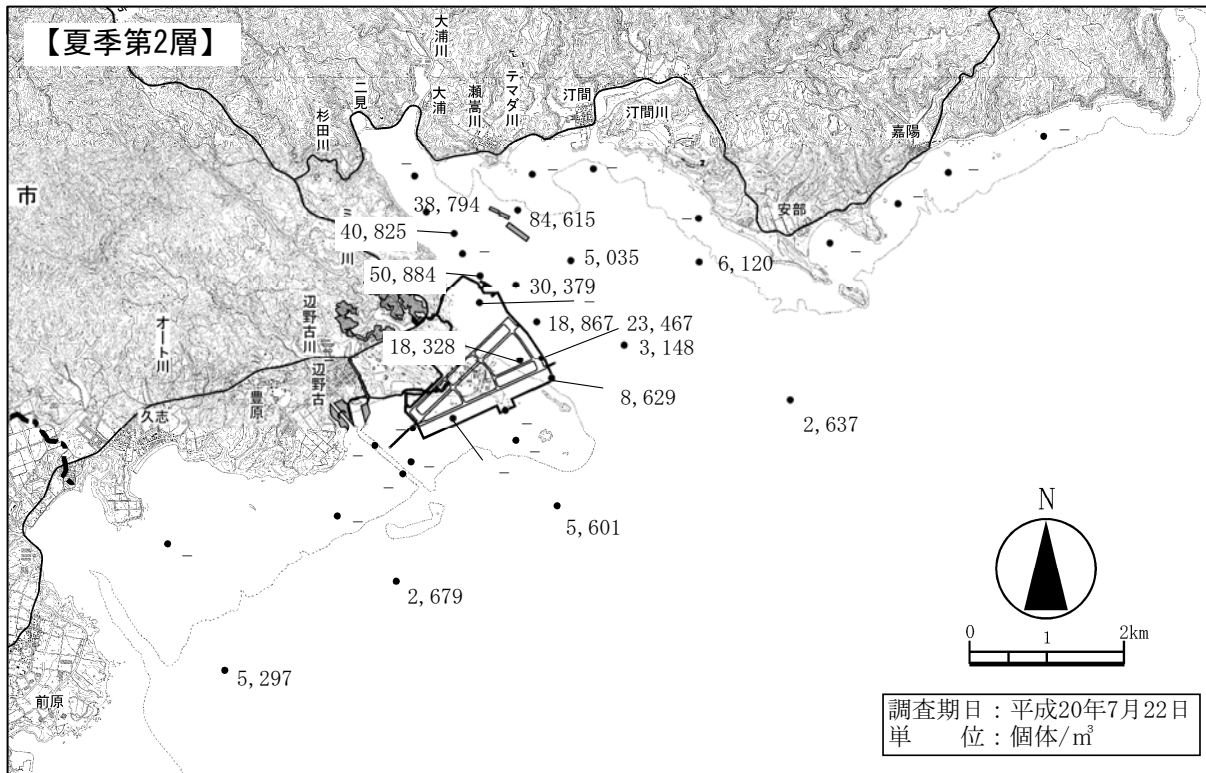 【夏季第2層】
大浦川
大浦
瀬嵩川
テマダ川
汀間
汀間川
二見
杉田川
嘉陽
安部
市
38,794
84,615
40,825
5,035
6,120
50,884
30,379
18,867
23,467
18,328
3,148
8,629
2,637
辺野古川
辺野古
オート川
豊原
久志
5,601
2,679
5,297
前原
N
0 1 2km
調査期日：平成20年7月22日
単　　位：個体/㎥